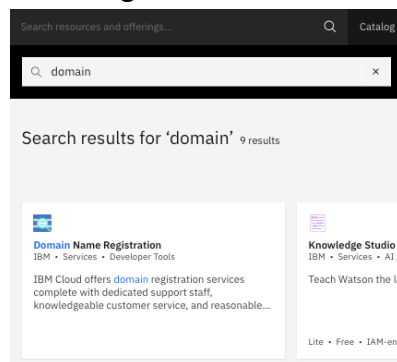 Search resources and offerings...
Catalog
domain
Search results for ‘domain’ 9 results
Domain Name Registration
IBM • Services • Developer Tools
IBM Cloud offers domain registration services
complete with dedicated support staff,
knowledgeable customer service, and reasonable...
Knowledge Studio
IBM • Services • AI
Teach Watson the
Lite • Free • IAM-en